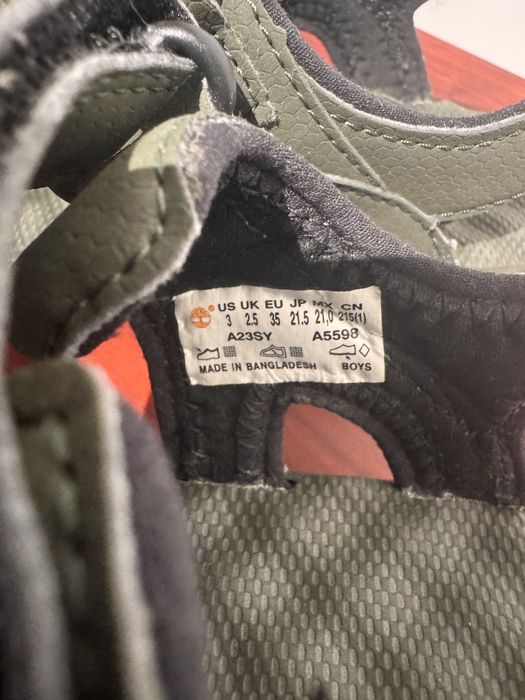 US UK EU JP MX CN
3 2.5 35 21.5 21,0 215(1)
A23SY A5598
MADE IN BANGLADESH BOYS